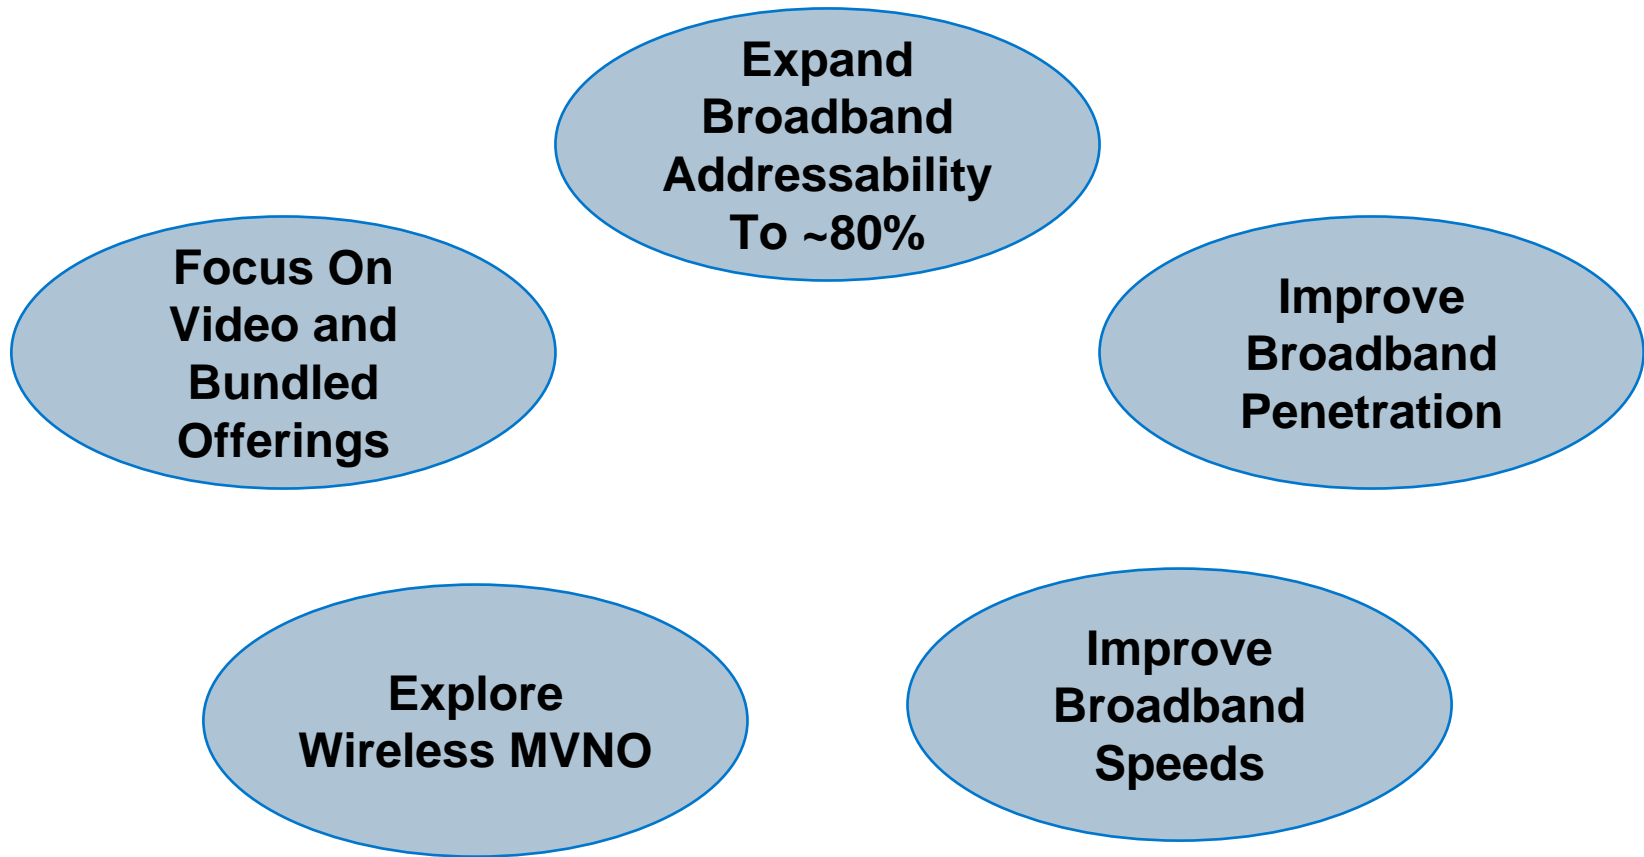 Expand
Broadband
Addressability
To ~80%
Focus On
Video and
Bundled
Offerings
Improve
Broadband
Penetration
Explore
Wireless MVNO
Improve
Broadband
Speeds